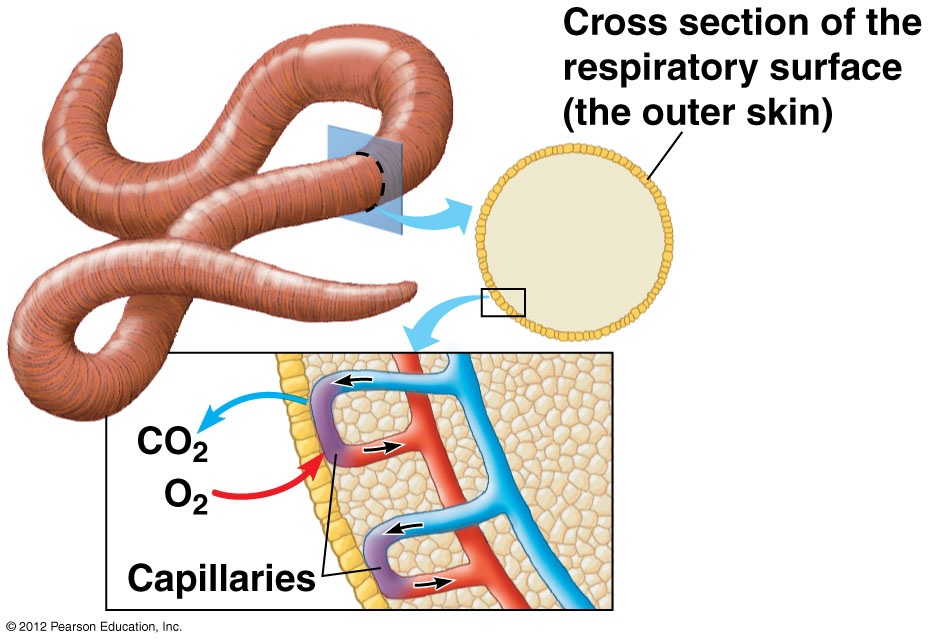 Cross section of the
respiratory surface
(the outer skin)
CO2
O2
Capillaries
© 2012 Pearson Education, Inc.